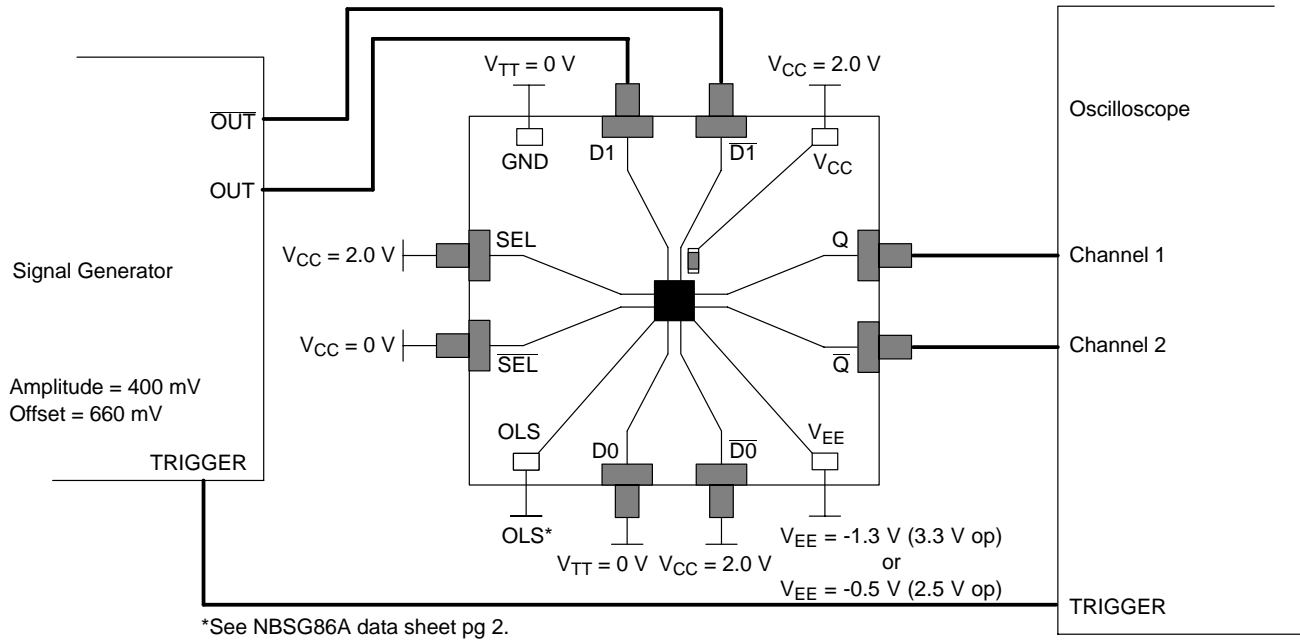 V_TT = 0 V
V_CC = 2.0 V
Oscilloscope
OUT
GND
D1
D1
V_CC
OUT
SEL
Q
V_CC = 2.0 V
Channel 1
Signal Generator
V_CC = 0 V
SEL
Q
Channel 2
Amplitude = 400 mV
Offset = 660 mV
OLS
D0
D0
V_EE
TRIGGER
OLS*
V_TT = 0 V
V_CC = 2.0 V
V_EE = -1.3 V (3.3 V op)
or
V_EE = -0.5 V (2.5 V op)
TRIGGER
*See NBSG86A data sheet pg 2.